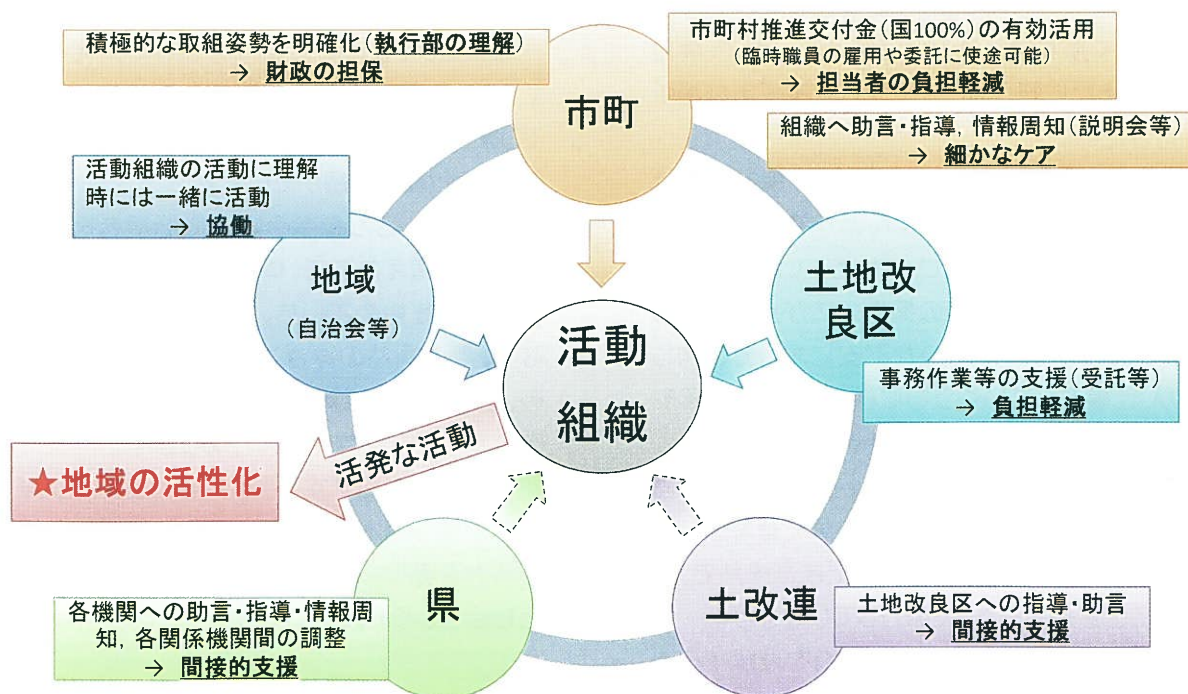 積極的な取組姿勢を明確化(執行部の理解)
→ 財政の担保
市町村推進交付金(国100%)の有効活用
(臨時職員の雇用や委託に使途可能)
→ 担当者の負担軽減
市町
組織へ助言・指導,情報周知(説明会等)
→ 細かなケア
活動組織の活動に理解
時には一緒に活動
→ 協働
地域
(自治会等)
土地改
良区
活動
組織
事務作業等の支援(受託等)
→ 負担軽減
活発な活動
★地域の活性化
県
土改連
各機関への助言・指導・情報周
知,各関係機関間の調整
→ 間接的支援
土地改良区への指導・助言
→ 間接的支援